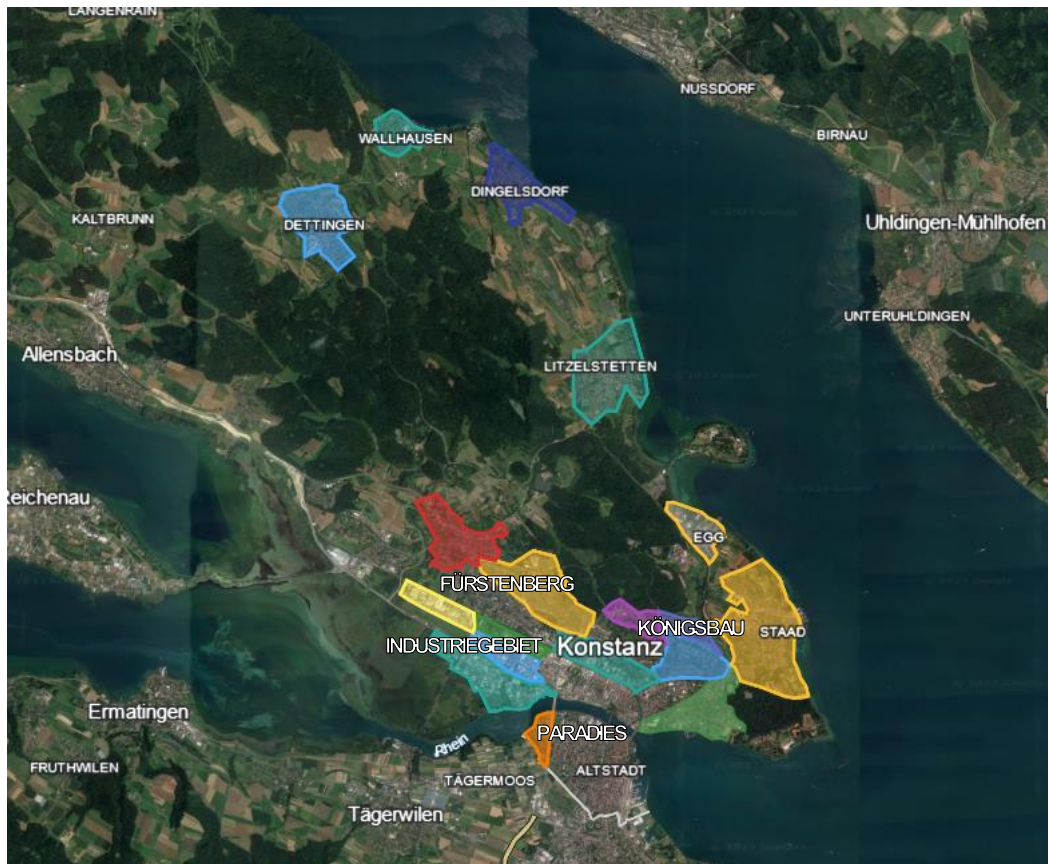 LANGENRAIN
NUSSDORF
WALLHAUSEN
BIRNAU
DINGELSDORF
KALTBRUNN
DETTINGEN
Uhldingen-Mühlhofen
UNTERUHLDINGEN
Allensbach
LITZELSTETTEN
Reichenau
EGG
FÜRSTENBERG
KÖNIGSBAU
STAAD
INDUSTRIEGEBIET
Konstanz
Ermatingen
PARADIES
Rhein
FRUTHWILEN
TÄGERMOOS
ALTSTADT
Tägerwilen